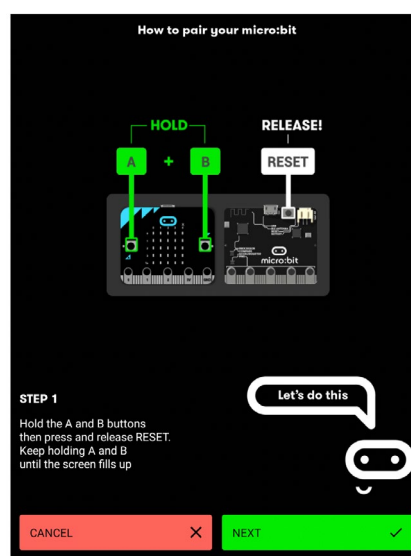 How to pair your micro:bit
HOLD
RELEASE!
A + B
RESET
micro:bit
Let's do this
STEP 1
Hold the A and B buttons
then press and release RESET.
Keep holding A and B
until the screen fills up
CANCEL
NEXT